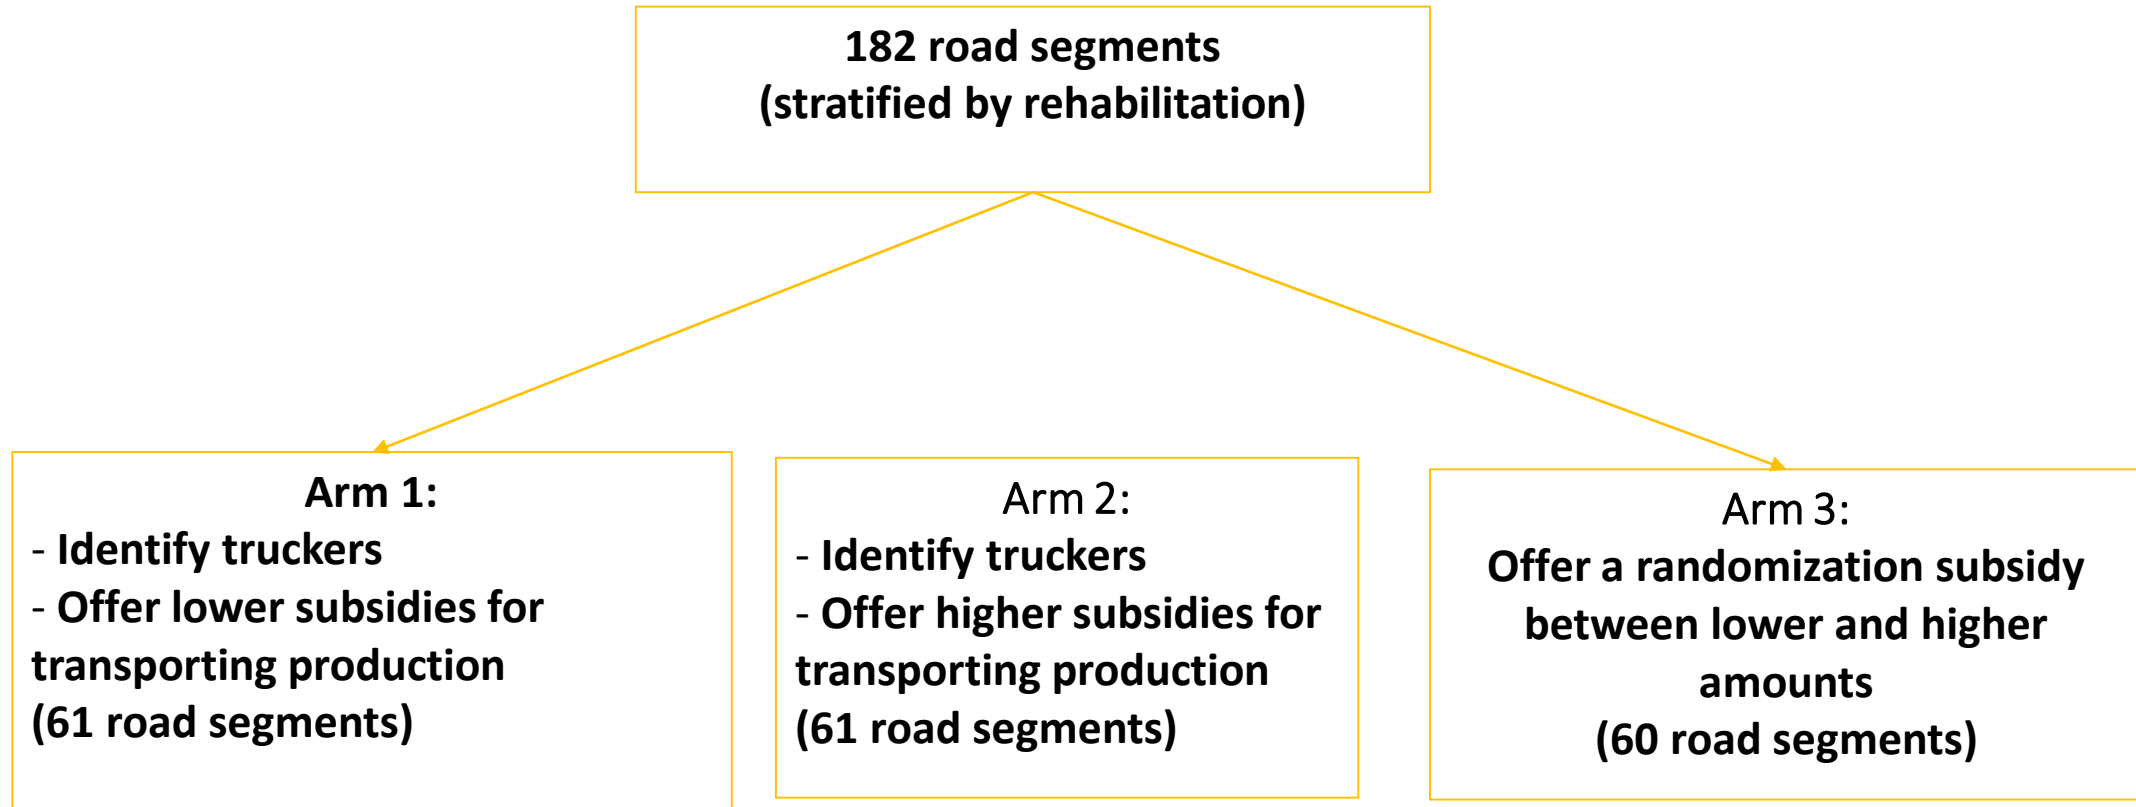 182 road segments
(stratified by rehabilitation)
Arm 1:
- Identify truckers
- Offer lower subsidies for
transporting production
(61 road segments)
Arm 2:
- Identify truckers
- Offer higher subsidies for
transporting production
(61 road segments)
Arm 3:
Offer a randomization subsidy
between lower and higher
amounts
(60 road segments)